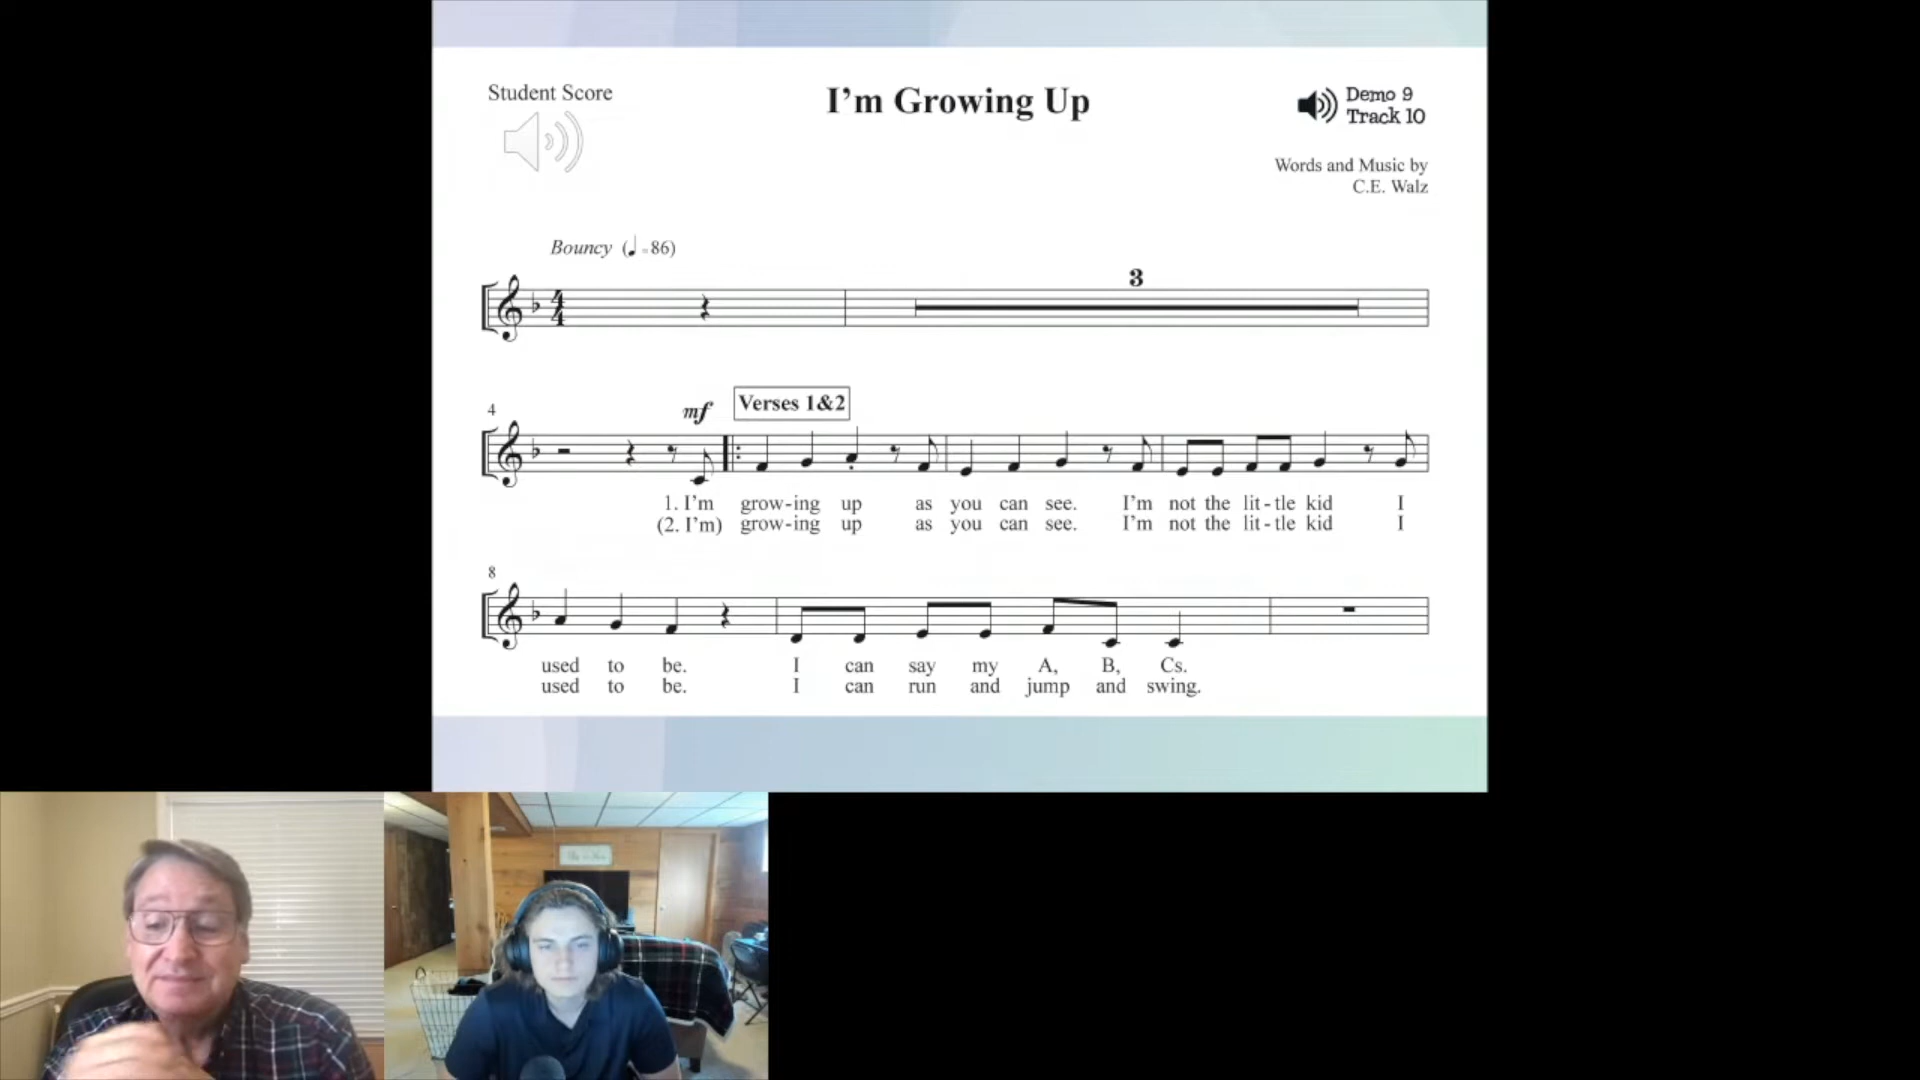 Student Score
I’m Growing Up
Demo 9
Track 10
Words and Music by
C.E. Walz
Bouncy (♩ = 86)
4
4
3
4
mf
Verses 1&2
1. I’m grow-ing up as you can see. I’m not the lit-tle kid I
(2. I’m) grow-ing up as you can see. I’m not the lit-tle kid I
8
used to be. I can say my A, B, Cs.
used to be. I can run and jump and swing.